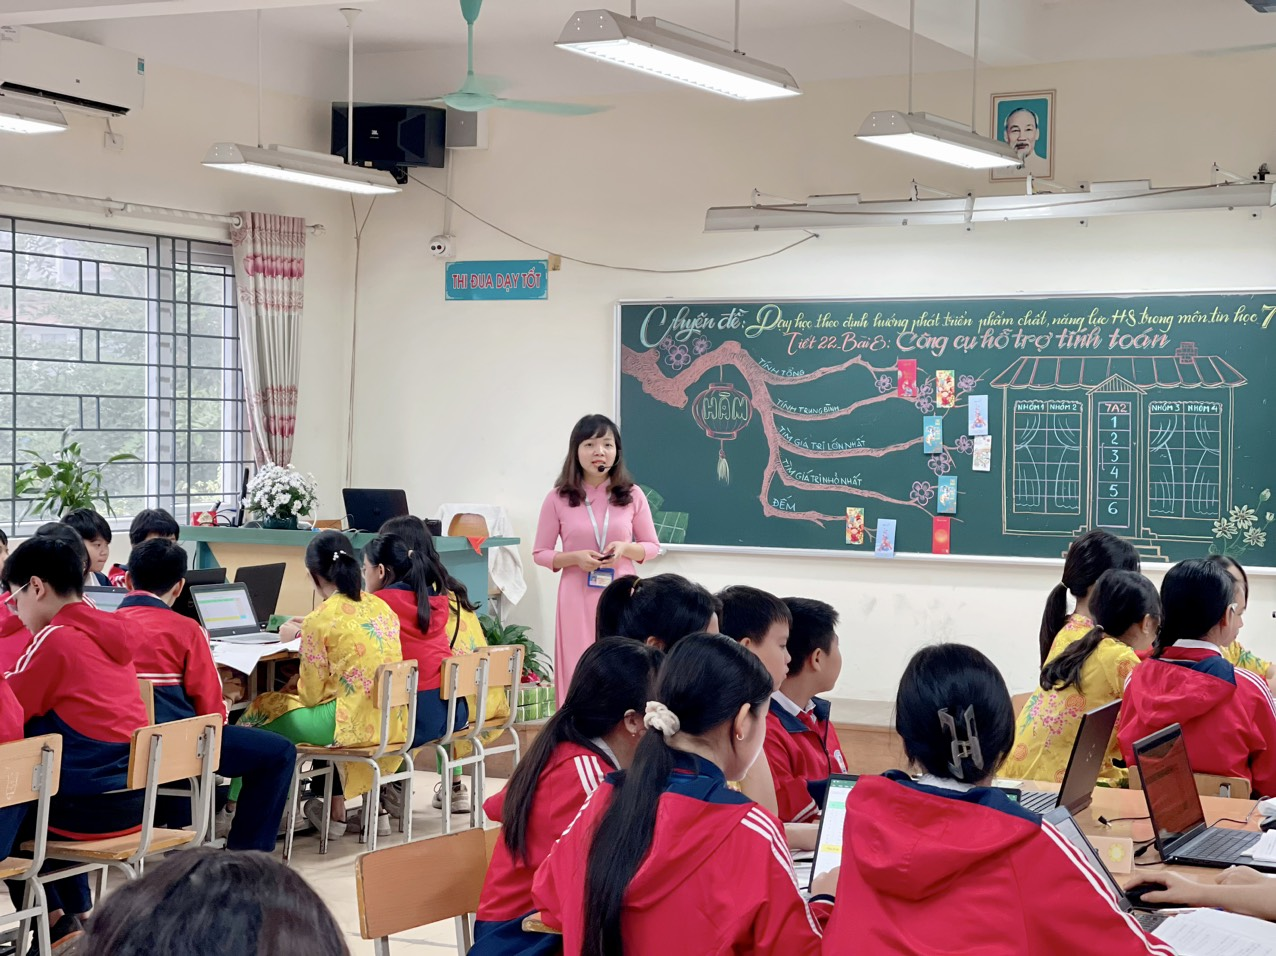 THI ĐUA DẠY TỐT
Chuyên đề: Dạy học theo định hướng phát triển phẩm chất, năng lực HS trong môn tin học 7
Tiết 22. Bài 8: Công cụ hỗ trợ tính toán
TÍNH TỔNG
HÀM
TÍNH TRUNG BÌNH
TÌM GIÁ TRỊ LỚN NHẤT
TÌM GIÁ TRỊ NHỎ NHẤT
ĐẾM
NHÓM 1 NHÓM 2 7A2 NHÓM 3 NHÓM 4
1
2
3
4
5
6
JBL